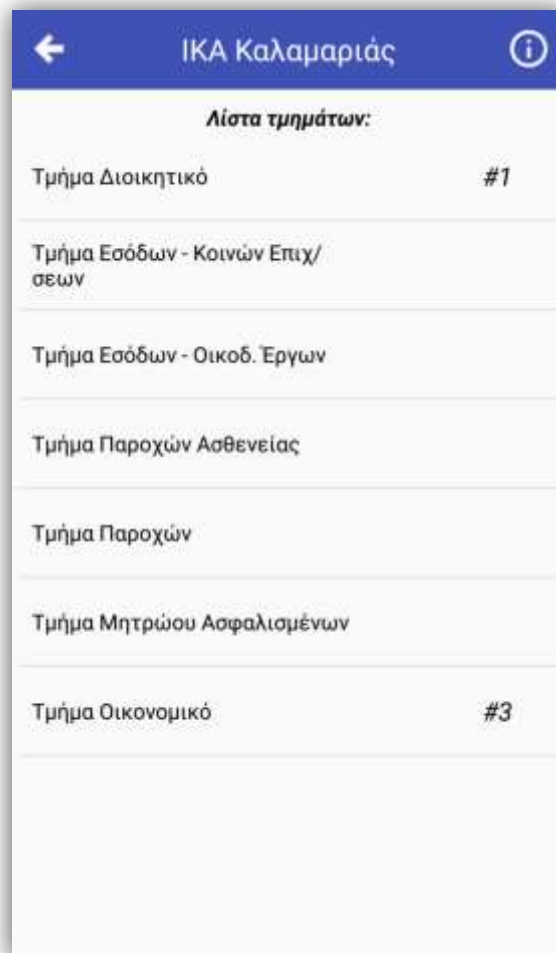 ΙΚΑ Καλαμαριάς
Λίστα τμημάτων:
Τμήμα Διοικητικό #1
Τμήμα Εσόδων - Κοινών Επιχ/
σεων
Τμήμα Εσόδων - Οικοδ. Έργων
Τμήμα Παροχών Ασθενείας
Τμήμα Παροχών
Τμήμα Μητρώου Ασφαλισμένων
Τμήμα Οικονομικό #3